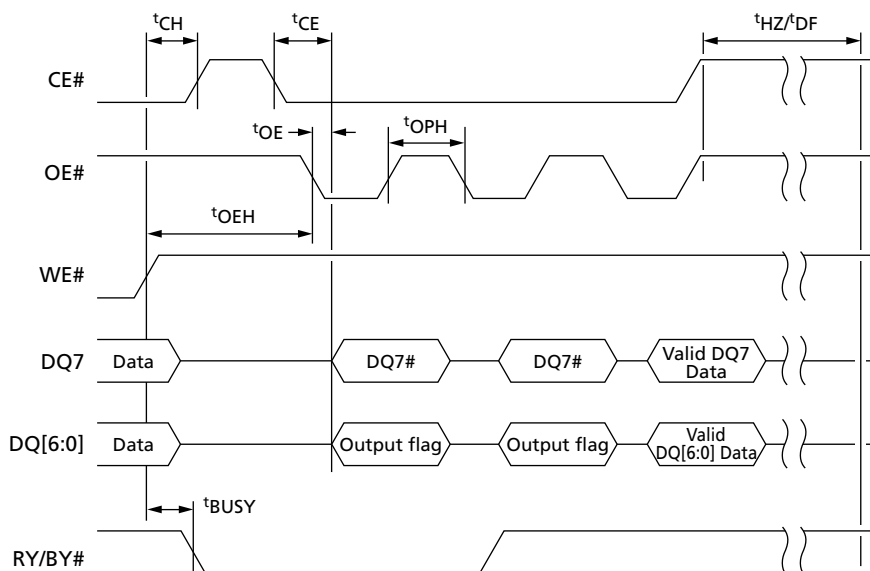 tCH
tCE
tHZ/tDF
CE#
tOE
tOPH
OE#
tOEH
WE#
DQ7
Data
DQ7#
DQ7#
Valid DQ7
Data
DQ[6:0]
Data
Output flag
Output flag
Valid
DQ[6:0] Data
tBUSY
RY/BY#